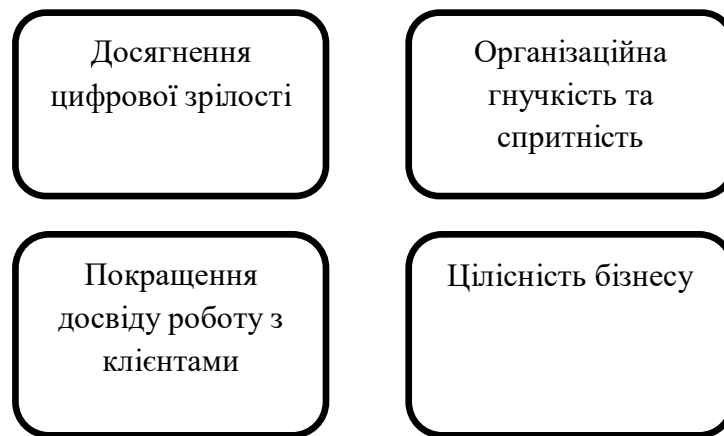 Досягнення
цифрової зрілості
Організаційна
гнучкість та
спритність
Покращення
досвіду роботу з
клієнтами
Цілісність бізнесу